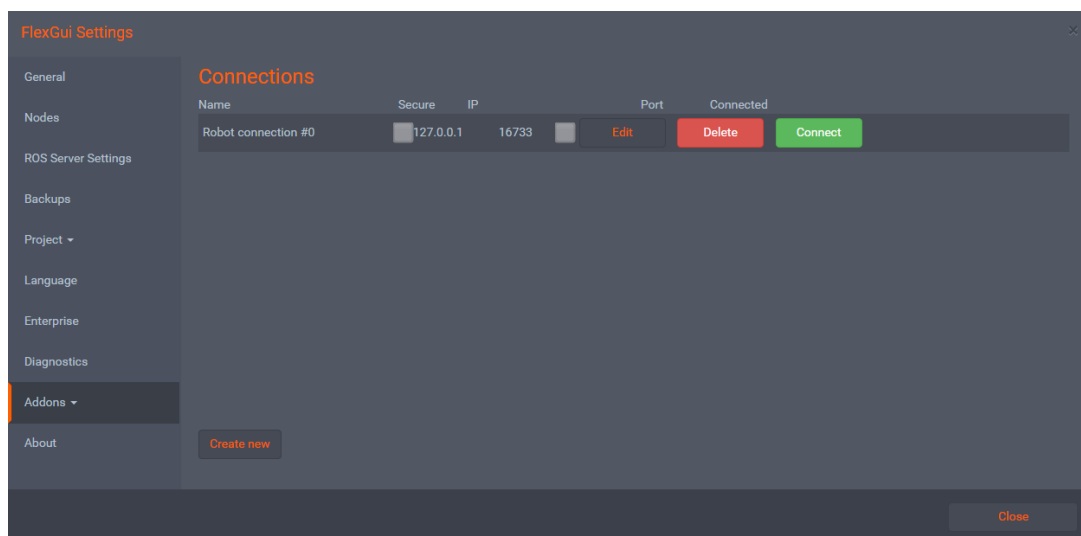 FlexGui Settings
×
General
Nodes
ROS Server Settings
Backups
Project
Language
Enterprise
Diagnostics
Addons
About
Connections
Name Secure IP Port Connected
Robot connection #0 127.0.0.1 16733 Edit Delete Connect
Create new
Close